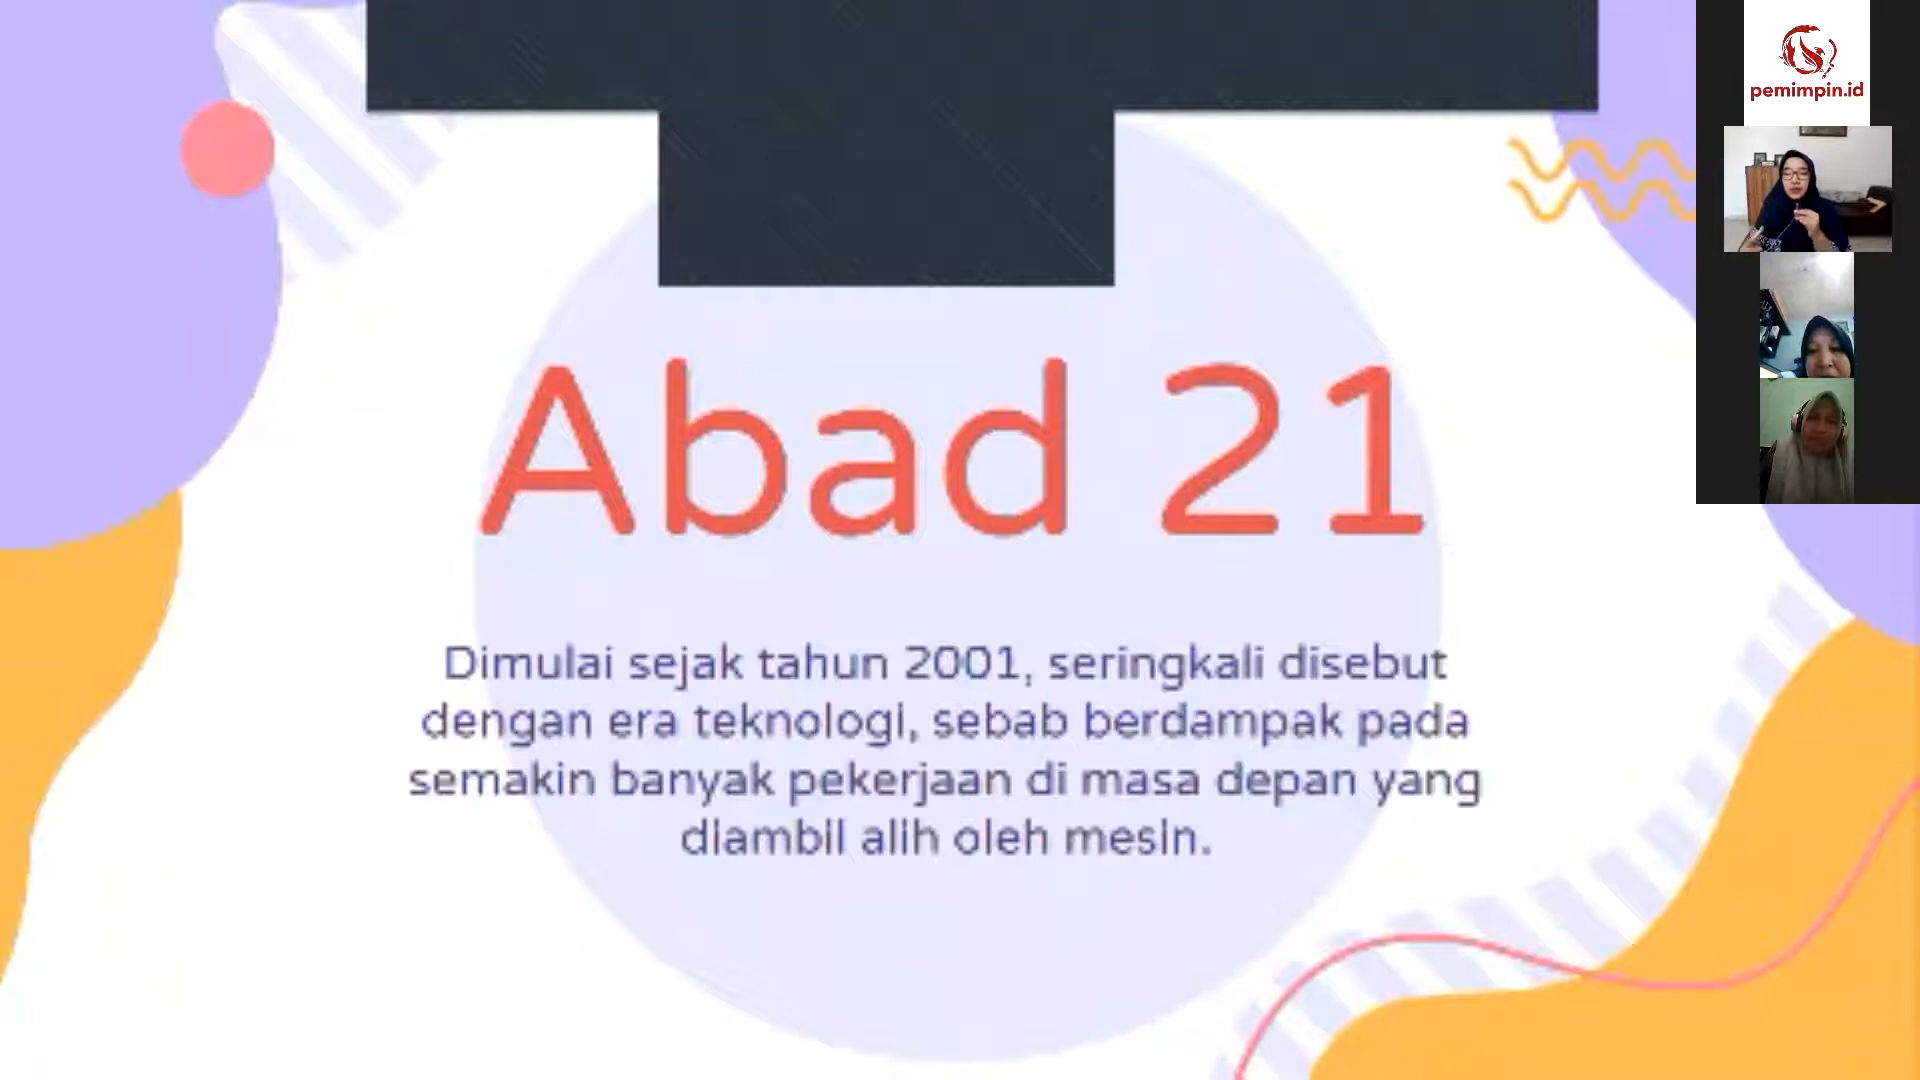 Abad 21
Dimulai sejak tahun 2001, seringkali disebut
dengan era teknologi, sebab berdampak pada
semakin banyak pekerjaan di masa depan yang
diambil alih oleh mesin.
pemimpin.id